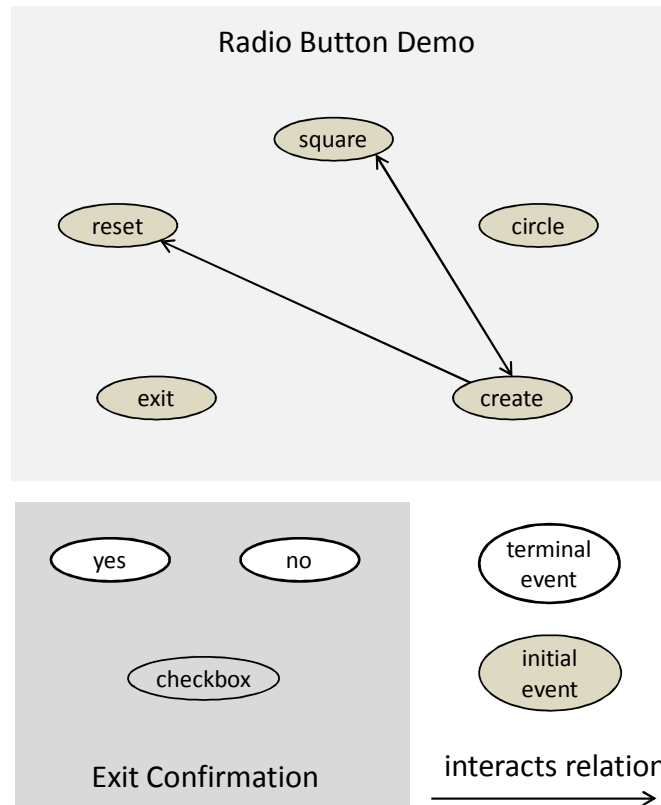 Radio Button Demo
square
reset
circle
exit
create
yes
no
terminal
event
checkbox
initial
event
Exit Confirmation
interacts relation